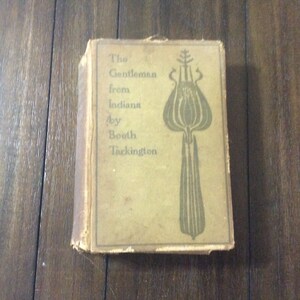 The
Gentleman
from
Indiana
by
Booth
Tarkington